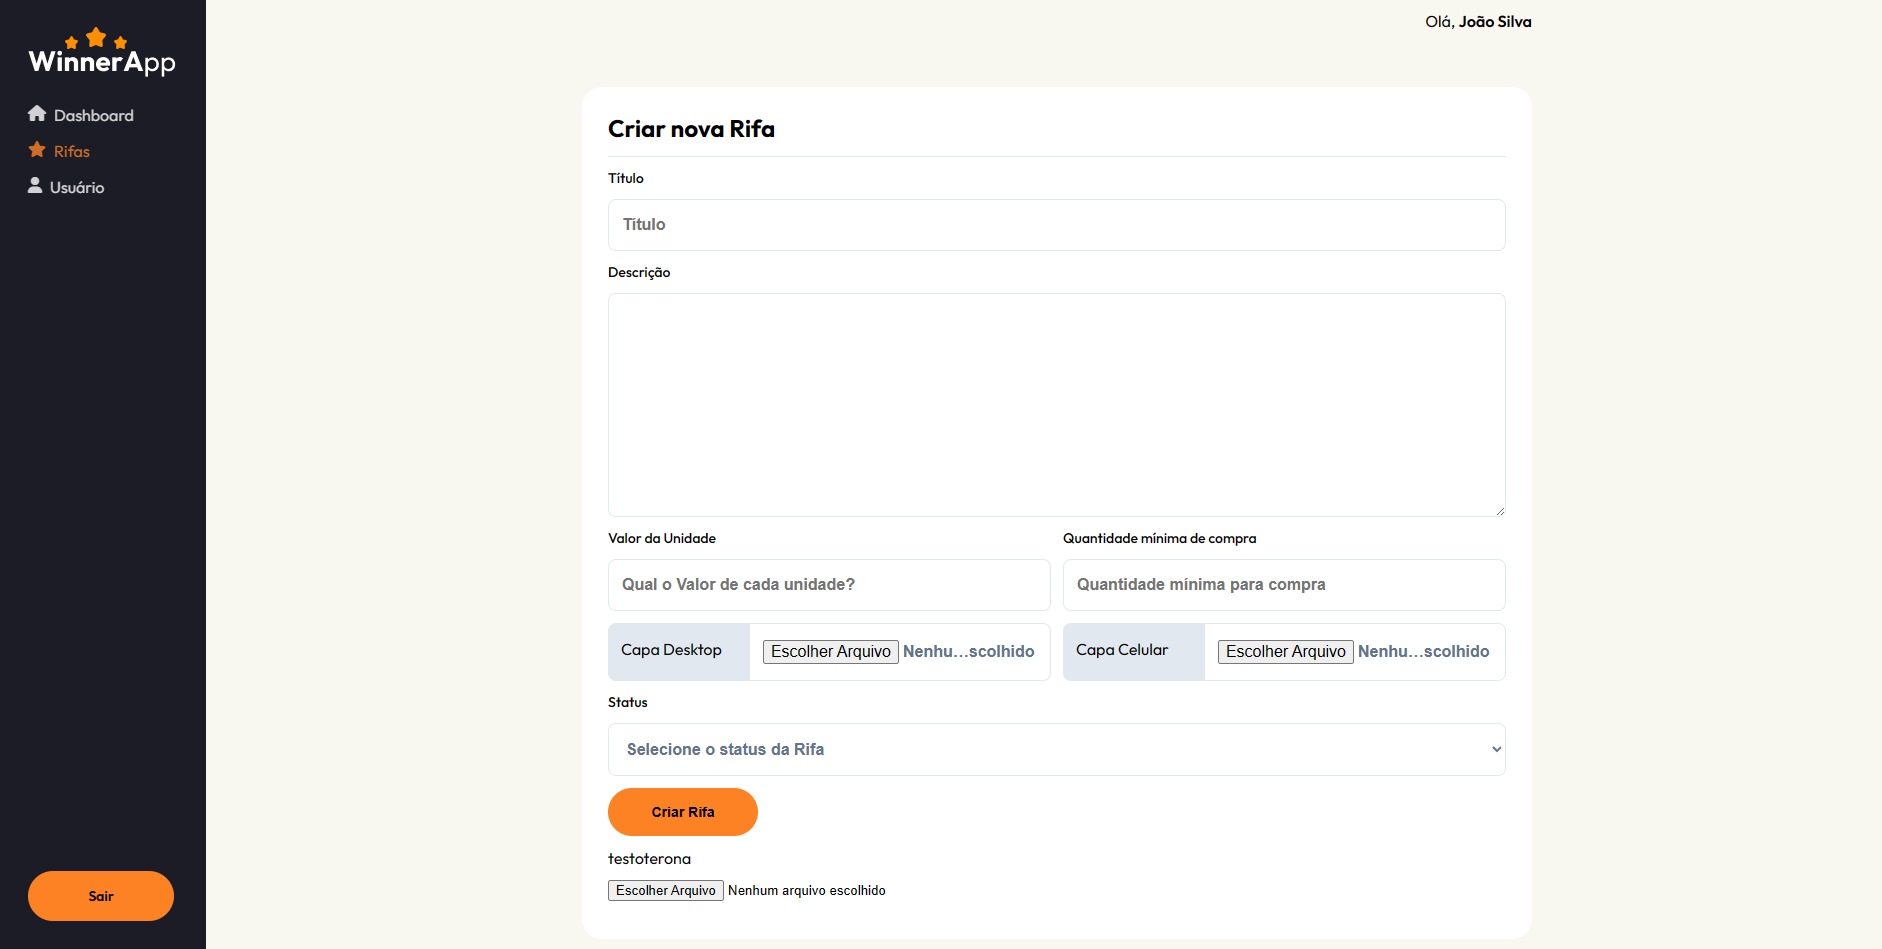 WinnerApp
Dashboard
Rifas
Usuário
Sair
Olá, João Silva
Criar nova Rifa
Título
Título
Descrição
Valor da Unidade
Quantidade mínima de compra
Qual o Valor de cada unidade?
Quantidade mínima para compra
Capa Desktop
Escolher Arquivo Nenhu...scolhido
Capa Celular
Escolher Arquivo Nenhu...scolhido
Status
Selecione o status da Rifa
Criar Rifa
testoterona
Escolher Arquivo Nenhum arquivo escolhido